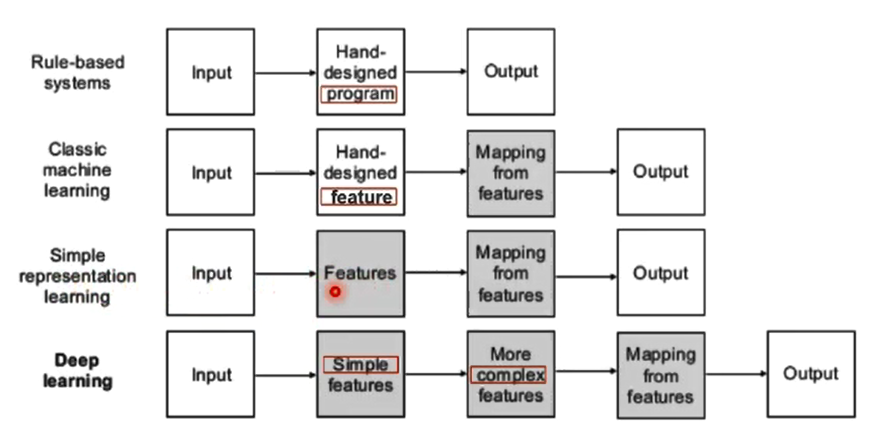 Rule-based
systems
Input
Hand-
designed
program
Output
Classic
machine
learning
Input
Hand-
designed
feature
Mapping
from
features
Output
Simple
representation
learning
Input
Features
Mapping
from
features
Output
Deep
learning
Input
Simple
features
More
complex
features
Mapping
from
features
Output